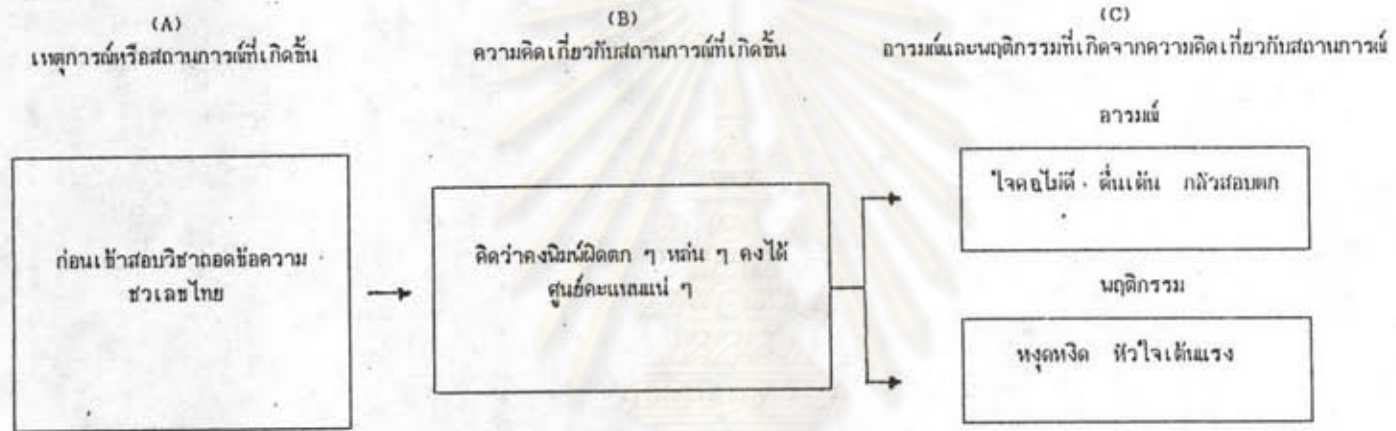 (A)
เหตุการณ์หรือสถานการณ์ที่เกิดขึ้น
(B)
ความคิดเกี่ยวกับสถานการณ์ที่เกิดขึ้น
(C)
อารมณ์และพฤติกรรมที่เกิดจากความคิดเกี่ยวกับสถานการณ์
ก่อนเข้าสอบวิชาถอดข้อความ
ชวเลขไทย
คิดว่าคงพิมพ์ผิดตก ๆ หล่น ๆ คงได้
ศูนย์คะแนนแน่ ๆ
อารมณ์
ใจคอไม่ดี ตื่นเต้น กลัวสอบตก
พฤติกรรม
หงุดหงิด หัวใจเต้นแรง